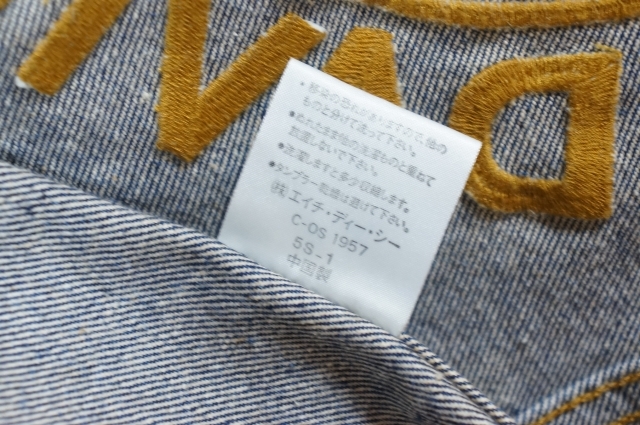 ・移染の恐れがありますので、他の
ものと分けて洗って下さい。
●ぬれたまま他の洗濯ものと重ねて
放置しないで下さい。
●洗濯しますと多少収縮します。
●タンブラー乾燥は避けて下さい。
㈱エイチ・ディー・シー
C-OS 1957
5S-1
中国製